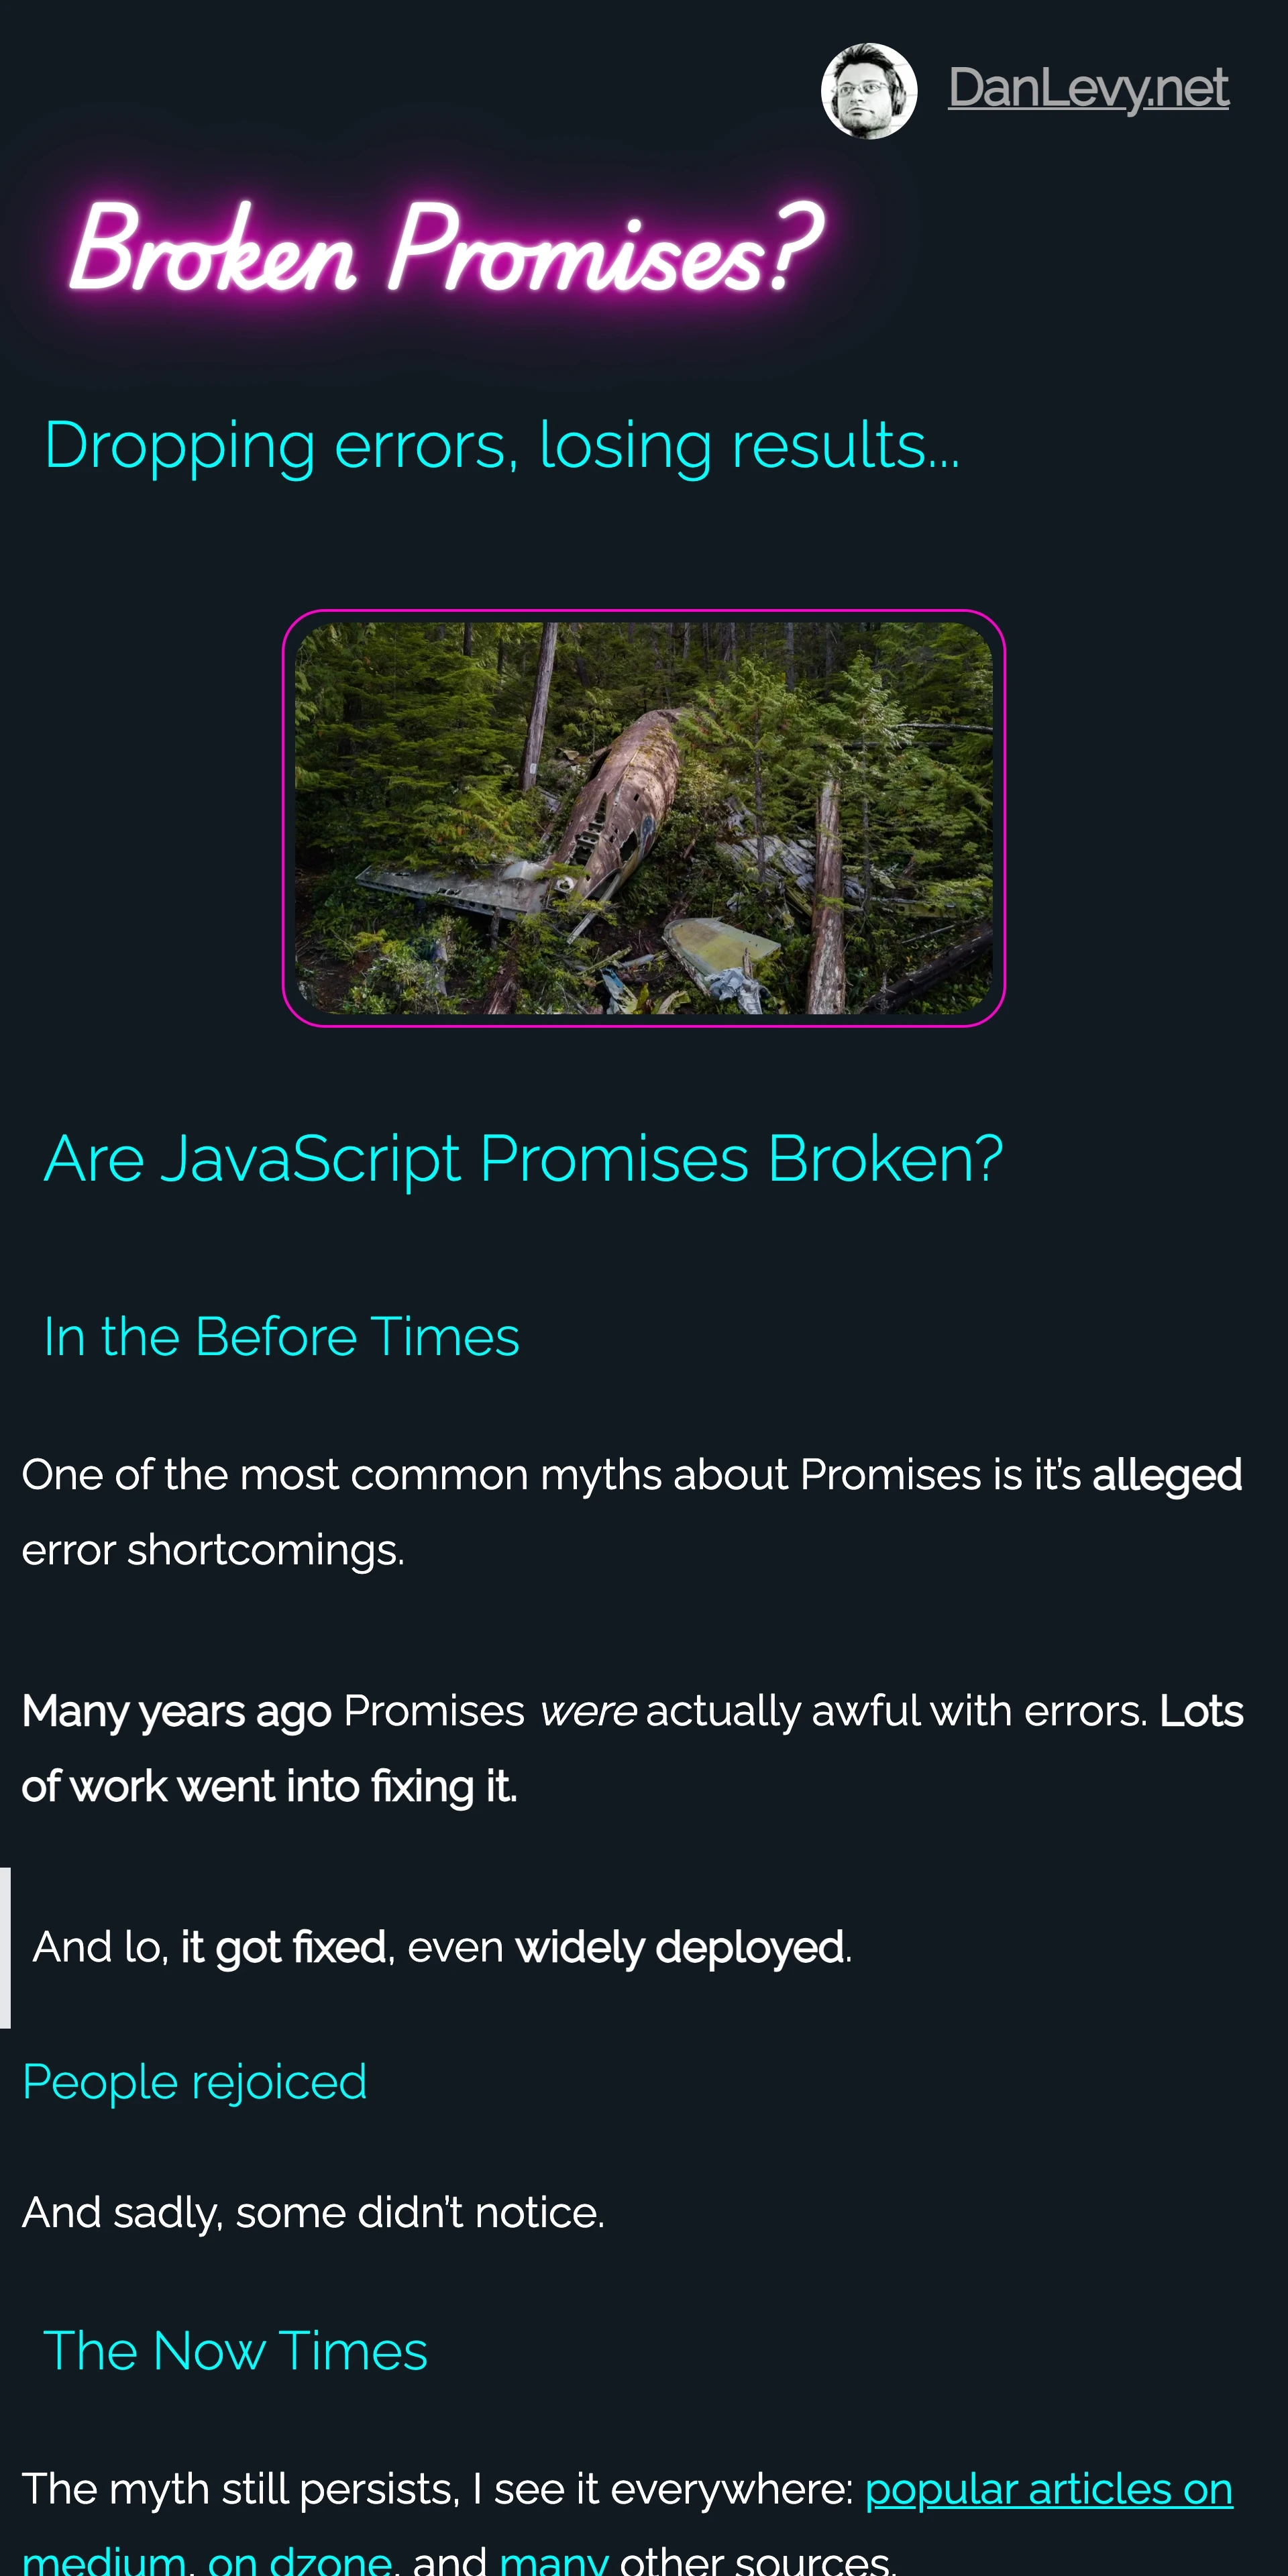 DanLevy.net
Broken Promises?
Dropping errors, losing results...
Are JavaScript Promises Broken?
In the Before Times
One of the most common myths about Promises is it’s alleged
error shortcomings.
Many years ago Promises were actually awful with errors. Lots
of work went into fixing it.
And lo, it got fixed, even widely deployed.
People rejoiced
And sadly, some didn’t notice.
The Now Times
The myth still persists, I see it everywhere: popular articles on
medium, on dzone, and many other sources.